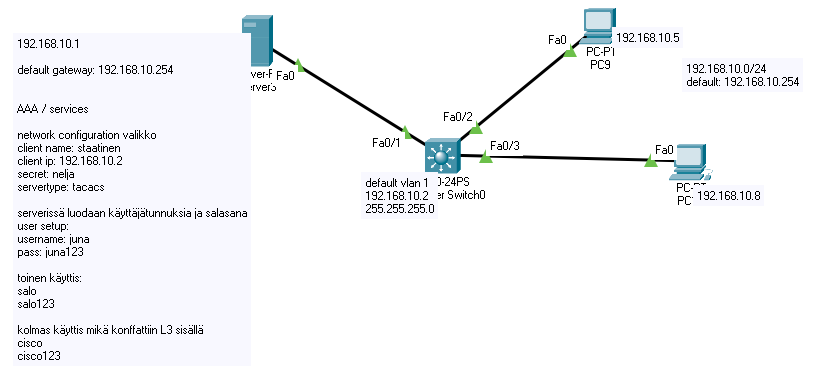 192.168.10.1
default gateway: 192.168.10.254
AAA / services
network configuration valikko
client name: staatinen
client ip: 192.168.10.2
secret: nelja
servertype: tacacs
serverissä luodaan käyttäjätunnuksia ja salasana
user setup:
username: juna
pass: juna123
toinen käyttis:
salo
salo123
kolmas käyttis mikä konffattiin L3 sisällä
cisco
cisco123
Fa0
Fa0/1
Fa0/2
Fa0/3
default vlan 1
192.168.10.2
255.255.255.0
0-24PS
er Switch0
Fa0
192.168.10.5
PC-PT
PC9
192.168.10.0/24
default: 192.168.10.254
Fa0
192.168.10.8